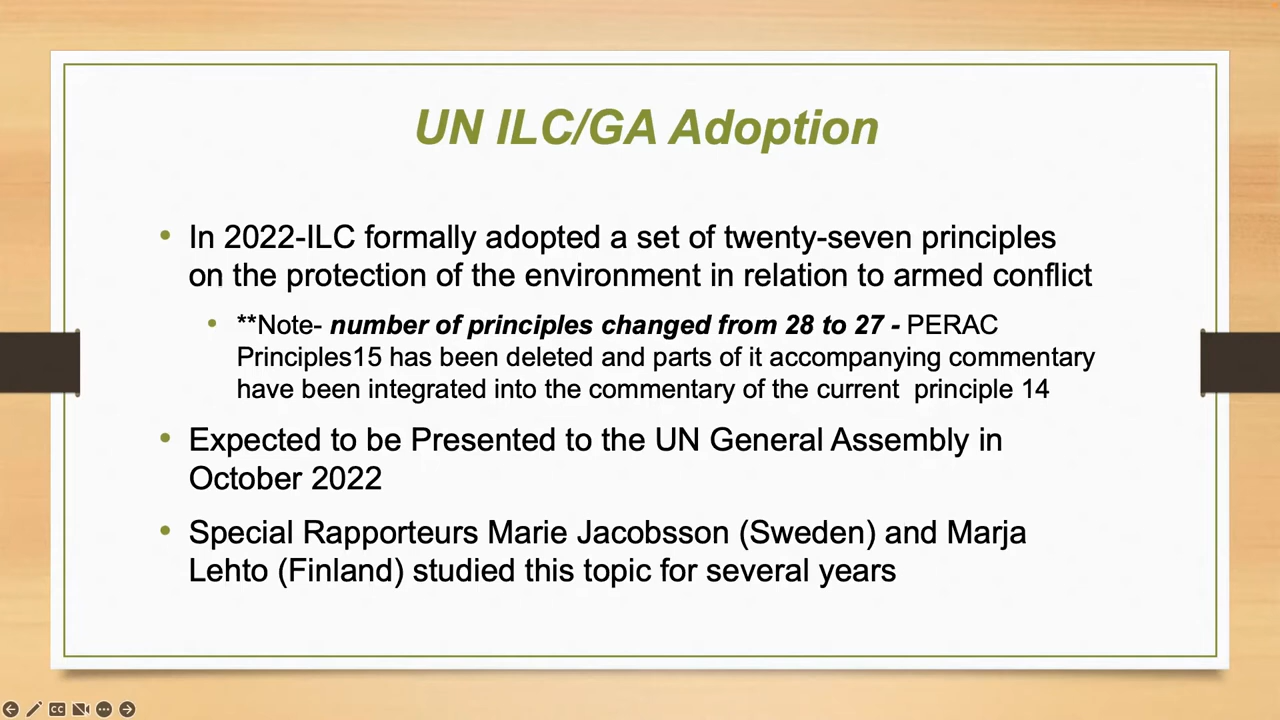 UN ILC/GA Adoption
• In 2022-ILC formally adopted a set of twenty-seven principles
on the protection of the environment in relation to armed conflict
• **Note- number of principles changed from 28 to 27 - PERAC
Principles15 has been deleted and parts of it accompanying commentary
have been integrated into the commentary of the current  principle 14
• Expected to be Presented to the UN General Assembly in
October 2022
• Special Rapporteurs Marie Jacobsson (Sweden) and Marja
Lehto (Finland) studied this topic for several years
CC